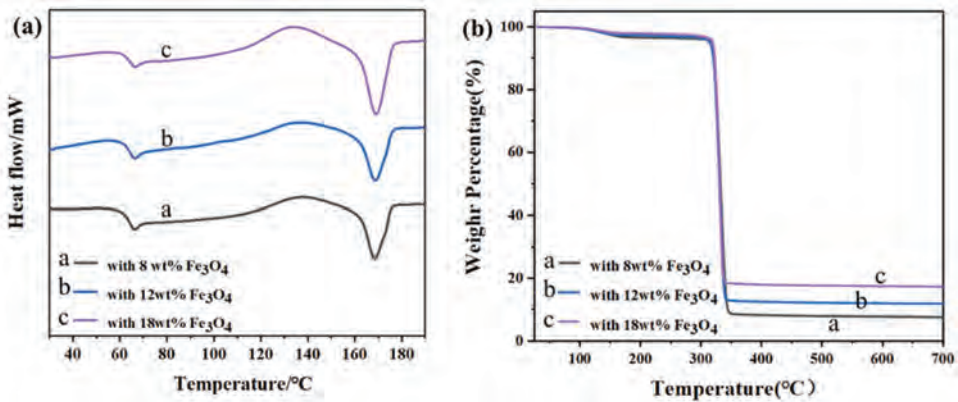 (a)
c
b
a
a with 8 wt% Fe3O4
b with 12wt% Fe3O4
c with 18wt% Fe3O4
Heat flow/mW
40 60 80 100 120 140 160 180
Temperature/°C
(b)
100
80
60
40
20
0
c
b
a
a with 8wt% Fe3O4
b with 12wt% Fe3O4
c with 18wt% Fe3O4
Weighr Percentage(%)
100 200 300 400 500 600 700
Temperature(°C)